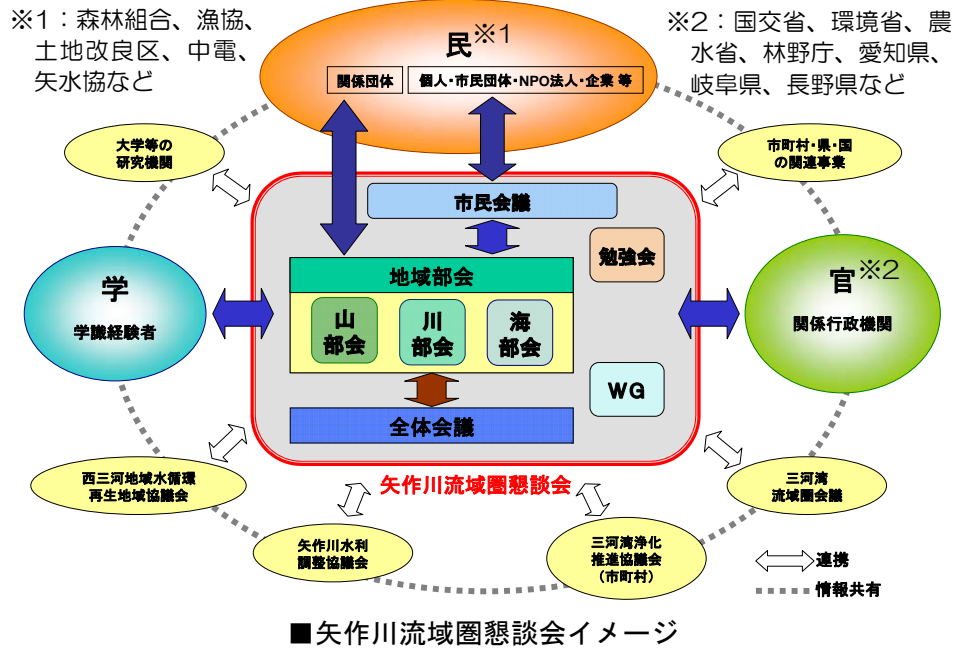 ※1：森林組合、漁協、
土地改良区、中電、
矢水協など
※2：国交省、環境省、農
水省、林野庁、愛知県、
岐阜県、長野県など
民※1
関係団体
個人・市民団体・NPO法人・企業 等
大学等の
研究機関
市町村・県・国
の関連事業
市民会議
勉強会
地域部会
学
学識経験者
官※2
関係行政機関
山
部会
川
部会
海
部会
WG
全体会議
西三河地域水循環
再生地域協議会
矢作川流域圏懇談会
三河湾
流域圏会議
矢作川水利
調整協議会
三河湾浄化
推進協議会
（市町村）
連携
情報共有
■矢作川流域圏懇談会イメージ